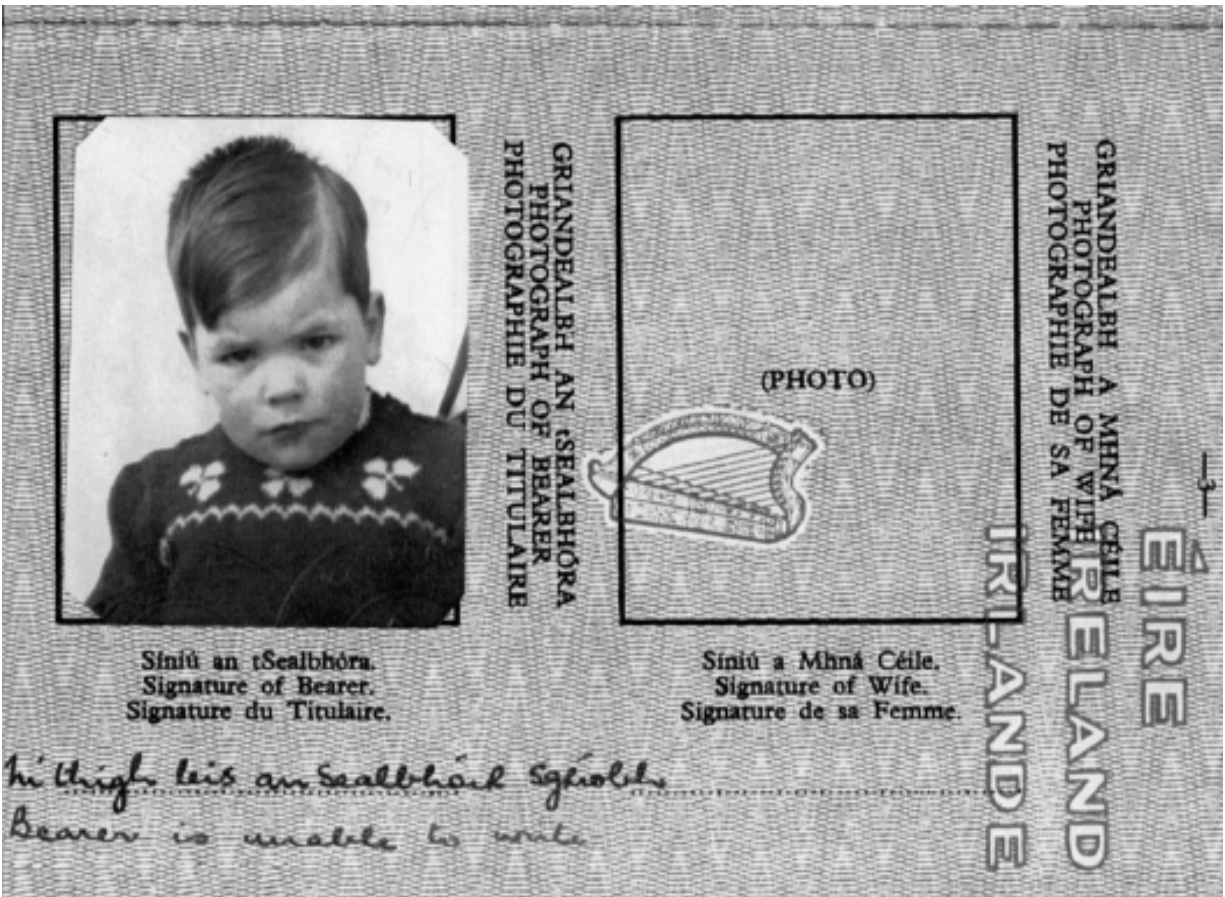 GRIANDEALBH AN tSEALBHÓRA
PHOTOGRAPH OF BEARER
PHOTOGRAPHIE DU TITULAIRE
Síniú an tSealbhóra.
Signature of Bearer.
Signature du Titulaire.
(PHOTO)
GRIANDEALBH A MHNÁ CÉILE
PHOTOGRAPH OF WIFE
PHOTOGRAPHIE DE SA FEMME
Síniú a Mhná Céile.
Signature of Wife.
Signature de sa Femme.
ní thigh leis an Sealbhóir Sgríobh
Bearer is unable to write
—3—
ÉIRE
IRELAND
IRLANDE